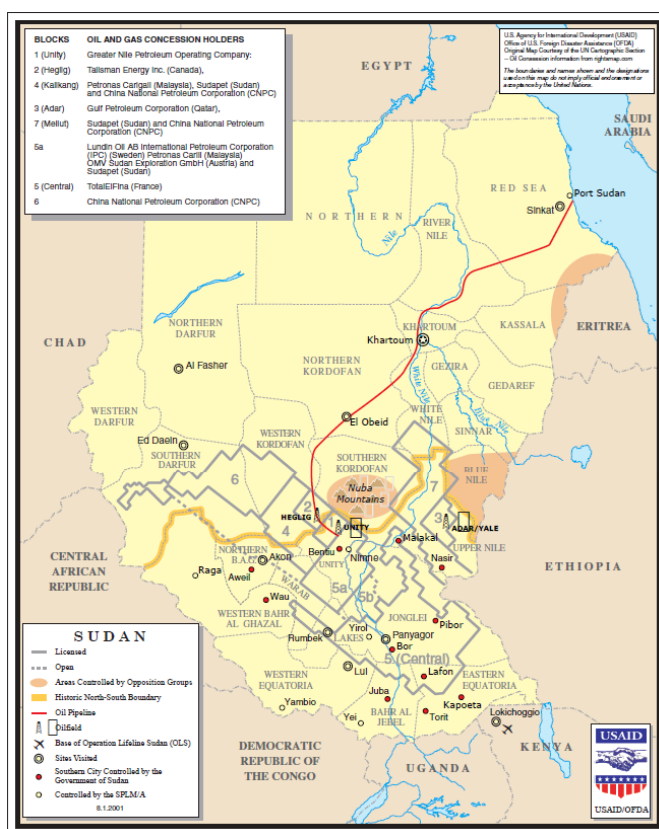 BLOCKS OIL AND GAS CONCESSION HOLDERS
1 (Unity) Greater Nile Petroleum Operating Company:
2 (Heglig) Talisman Energy Inc. (Canada),
4 (Kaikang) Petronas Carigali (Malaysia), Sudapet (Sudan)
and China National Petroleum Corporation (CNPC)
3 (Adar) Gulf Petroleum Corporation (Qatar),
7 (Mellut) Sudapet (Sudan) and China National Petroleum
Corporation (CNPC)
5a Lundin Oil AB International Petroleum Corporation
(IPC) (Sweden) Petronas Carili (Malaysia)
OMV Sudan Exploration GmbH (Austria) and
Sudapet (Sudan)
5 (Central) TotalElFina (France)
6 China National Petroleum Corporation (CNPC)
U.S. Agency for International Development (USAID)
Office of U.S. Foreign Disaster Assistance (OFDA)
Original Map Courtesy of the UN Cartographic Section
-- Oil Concession information from rightsmap.com
The boundaries and names shown and the designations
used on this map do not imply official endorsement or
acceptance by the United Nations.
EGYPT
SAUDI
ARABIA
RED SEA
Port Sudan
Sinkat
NORTHERN
RIVER
NILE
Nile
CHAD
NORTHERN
DARFUR
KHARTOUM
Khartoum
KASSALA
ERITREA
Al Fasher
NORTHERN
KORDOFAN
GEZIRA
GEDAREF
White Nile
Blue Nile
WHITE
NILE
SINNAR
WESTERN
DARFUR
El Obeid
Ed Daein
WESTERN
KORDOFAN
SOUTHERN
DARFUR
SOUTHERN
KORDOFAN
BLUE
NILE
6
7
Nuba
Mountains
2
HEGLIG
1
UNITY
3
ADAR/YALE
4
Malakal
UPPER NILE
CENTRAL
AFRICAN
REPUBLIC
NORTHERN
B.A.G.
Akon
Bentiu
Nimne
UNITY
Nasir
ETHIOPIA
Raga
Aweil
WARAB
5a
5b
Wau
WESTERN BAHR
AL GHAZAL
JONGLEI
Pibor
Rumbek
LAKES
Yirol
Panyagor
Bor
5 (Central)
WESTERN
EQUATORIA
Lul
Lafon
EASTERN
EQUATORIA
Yambio
Juba
Kapoeta
Yei
BAHR AL
JEBEL
Torit
Lokichoggio
DEMOCRATIC
REPUBLIC OF
THE CONGO
UGANDA
KENYA
SUDAN
Licensed
Open
Areas Controlled by Opposition Groups
Historic North-South Boundary
Oil Pipeline
Oilfield
Base of Operation Lifeline Sudan (OLS)
Sites Visited
Southern City Controlled by the
Government of Sudan
Controlled by the SPLM/A
8.1.2001
USAID
USAID/OFDA